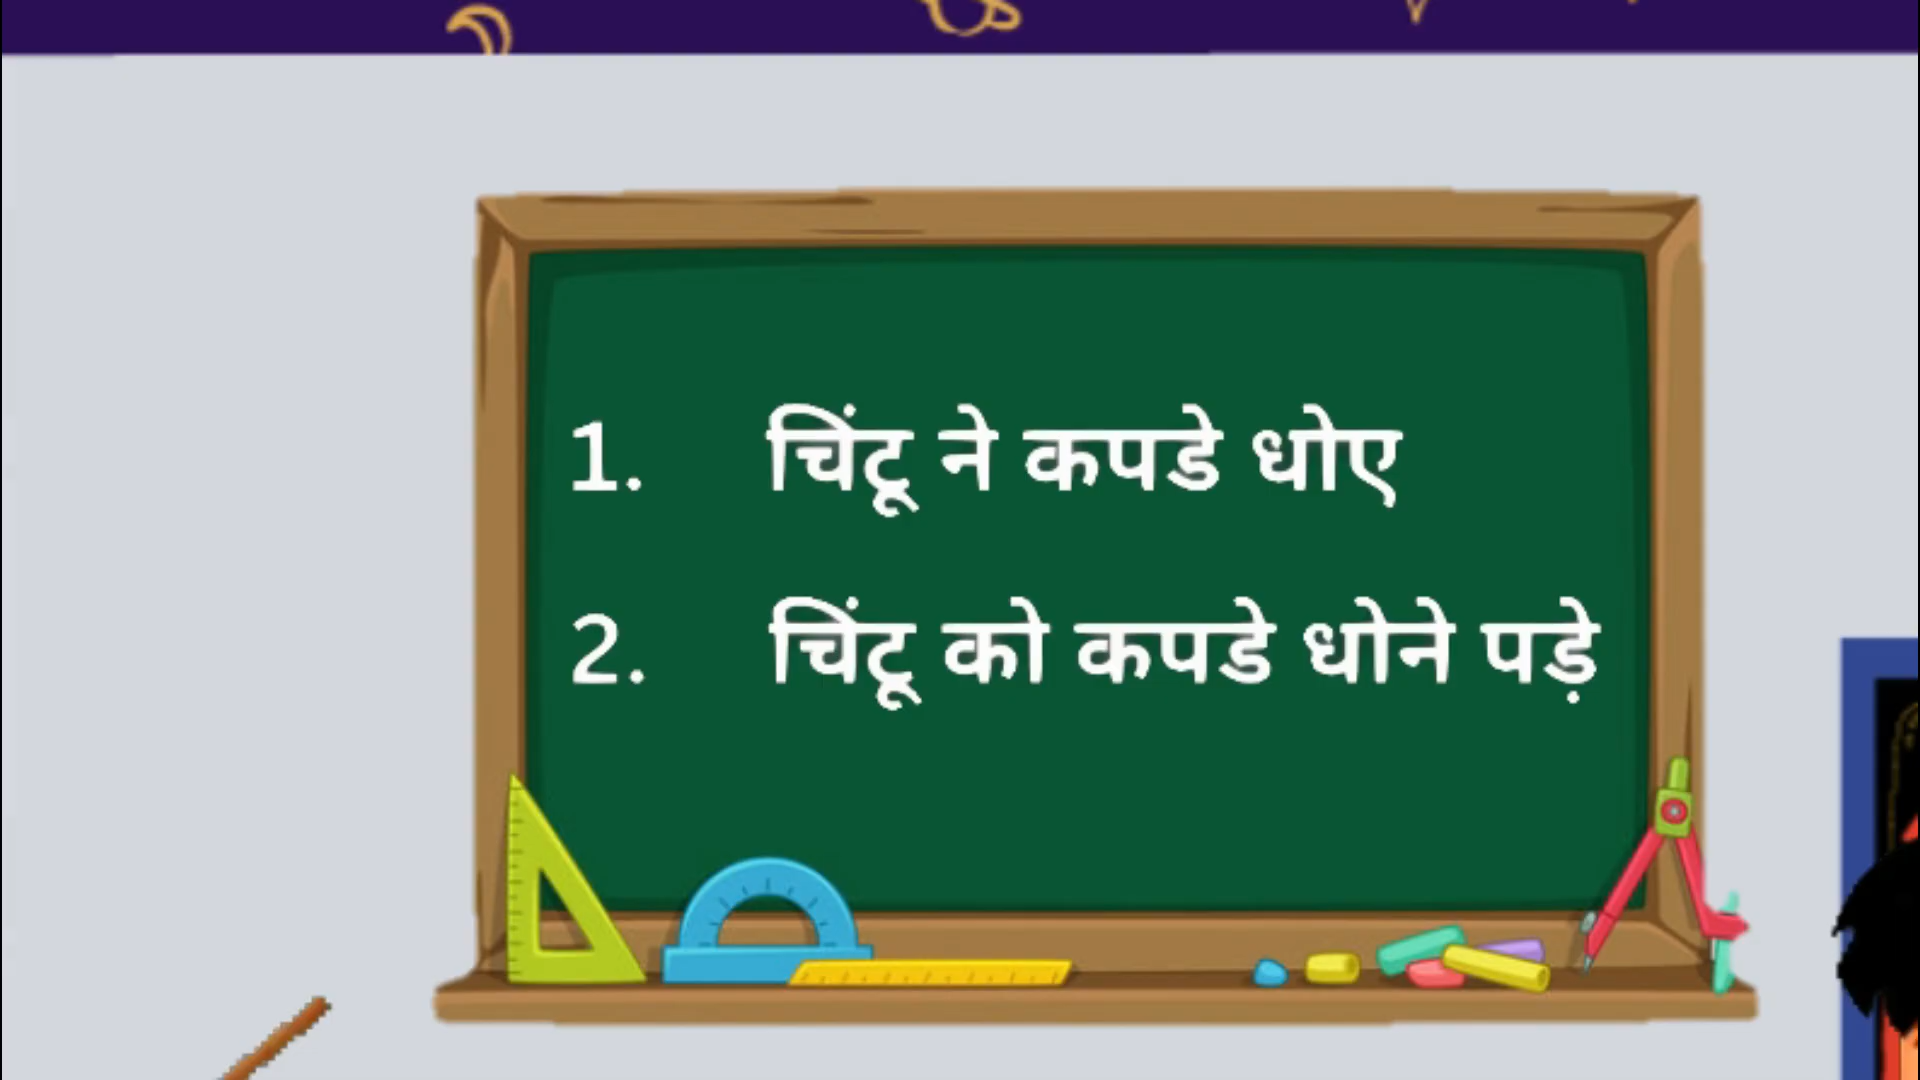 1. चिंटू ने कपडे धोए
2. चिंटू को कपडे धोने पड़े